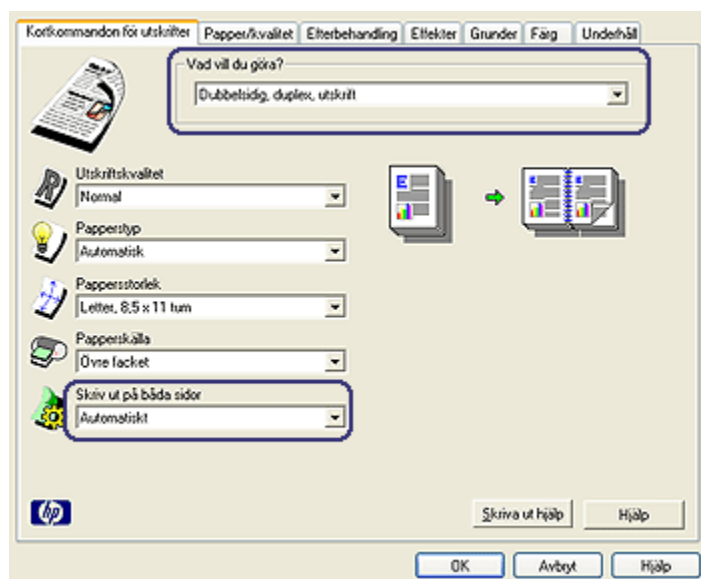 Kortkommandon för utskrifter Papper/kvalitet Efterbehandling Effekter Grunder Färg Underhåll
Vad vill du göra?
Dubbelsidig, duplex, utskrift
Utskriftskvalitet
Normal
Papperstyp
Automatisk
Pappersstorlek
Letter, 8,5 x 11 tum
Papperskälla
Övre facket
Skriv ut på båda sidor
Automatiskt
hp
Skriva ut hjälp Hjälp
OK Avbryt Hjälp